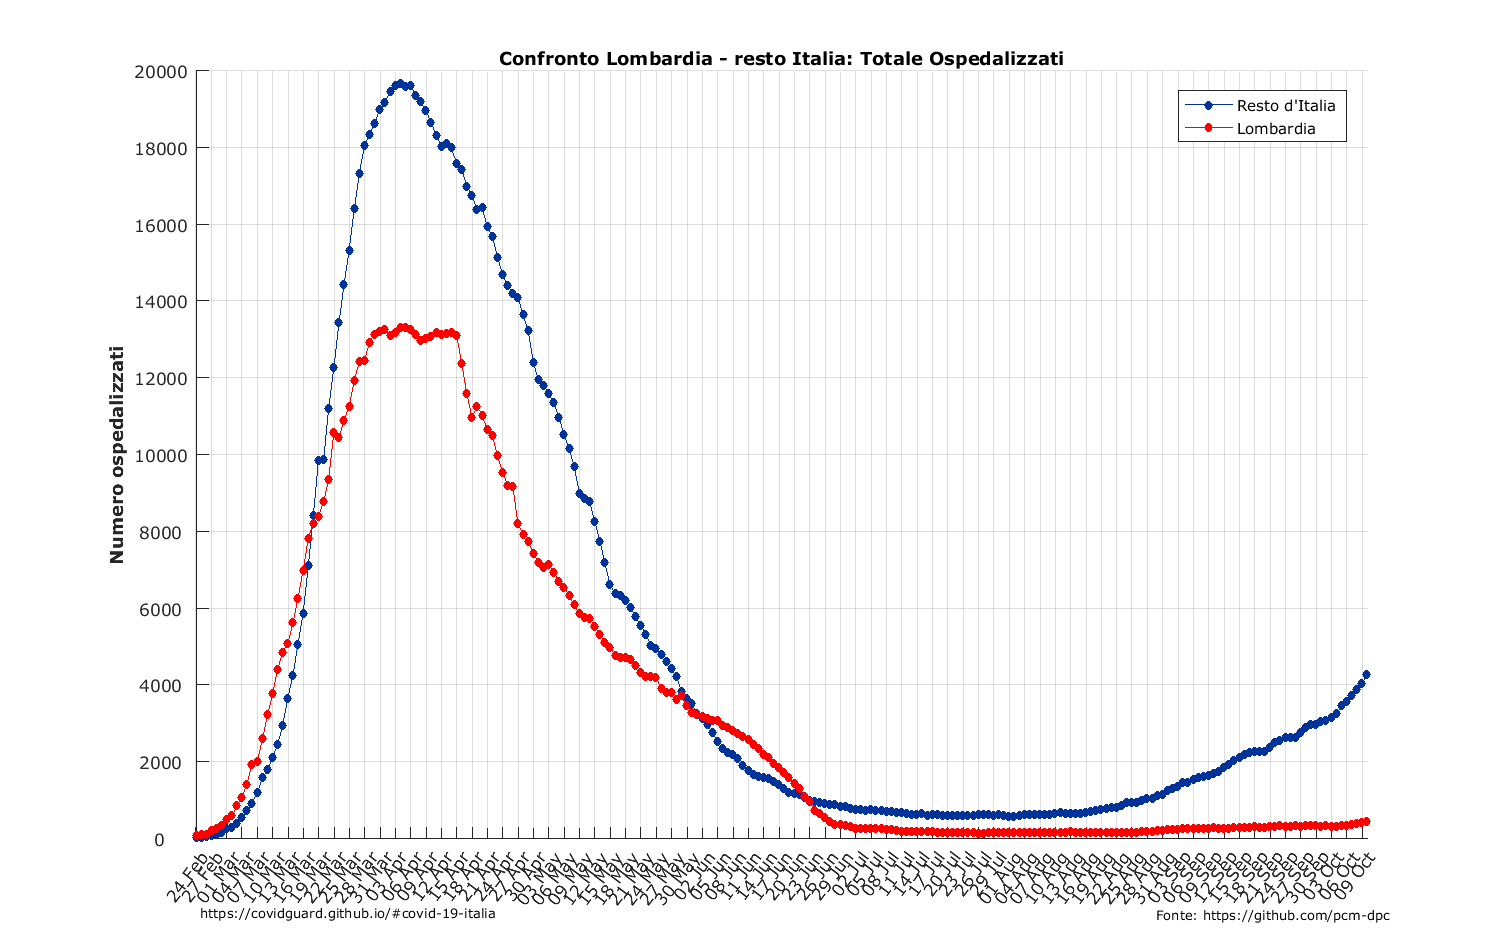 Confronto Lombardia - resto Italia: Totale Ospedalizzati
Resto d'Italia
Lombardia
Numero ospedalizzati
20000
18000
16000
14000
12000
10000
8000
6000
4000
2000
0
24 Feb
27 Feb
01 Mar
04 Mar
07 Mar
10 Mar
13 Mar
16 Mar
19 Mar
22 Mar
25 Mar
28 Mar
31 Mar
03 Apr
06 Apr
09 Apr
12 Apr
15 Apr
18 Apr
21 Apr
24 Apr
27 Apr
30 Apr
03 May
06 May
09 May
12 May
15 May
18 May
21 May
24 May
27 May
30 May
02 Jun
05 Jun
08 Jun
11 Jun
14 Jun
17 Jun
20 Jun
23 Jun
26 Jun
29 Jun
02 Jul
05 Jul
08 Jul
11 Jul
14 Jul
17 Jul
20 Jul
23 Jul
26 Jul
29 Jul
01 Aug
04 Aug
07 Aug
10 Aug
13 Aug
16 Aug
19 Aug
22 Aug
25 Aug
28 Aug
31 Aug
03 Sep
06 Sep
09 Sep
12 Sep
15 Sep
18 Sep
21 Sep
24 Sep
27 Sep
30 Sep
03 Oct
06 Oct
09 Oct
https://covidguard.github.io/#covid-19-italia
Fonte: https://github.com/pcm-dpc